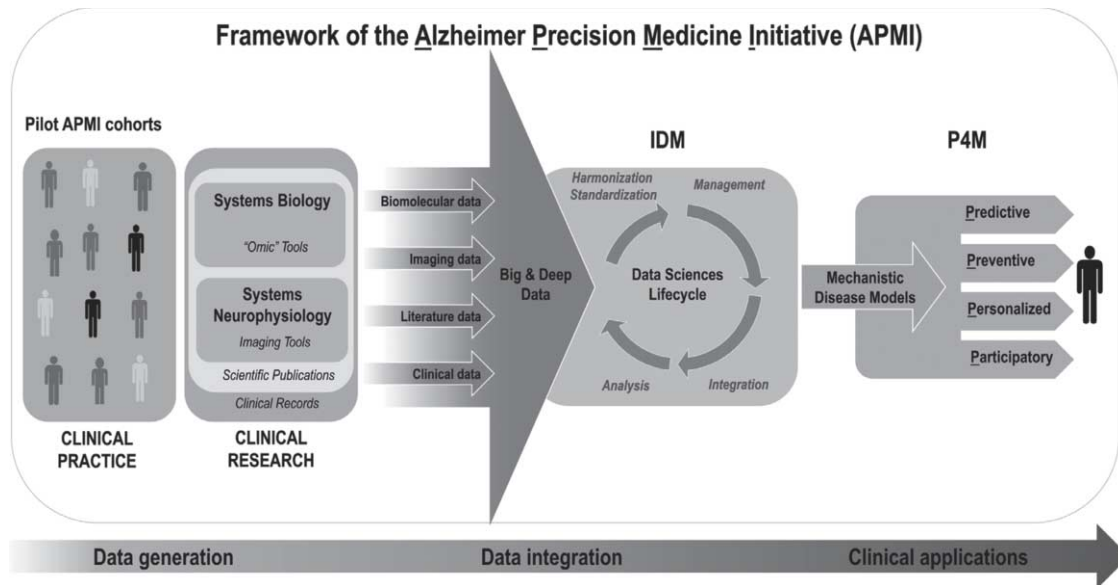 Framework of the Alzheimer Precision Medicine Initiative (APMI)
Pilot APMI cohorts
CLINICAL
PRACTICE
Systems Biology
"Omic" Tools
Systems
Neurophysiology
Imaging Tools
Scientific Publications
Clinical Records
CLINICAL
RESEARCH
Biomolecular data
Imaging data
Literature data
Clinical data
Big & Deep
Data
IDM
Harmonization
Standardization
Management
Data Sciences
Lifecycle
Analysis
Integration
Mechanistic
Disease Models
P4M
Predictive
Preventive
Personalized
Participatory
Data generation
Data integration
Clinical applications